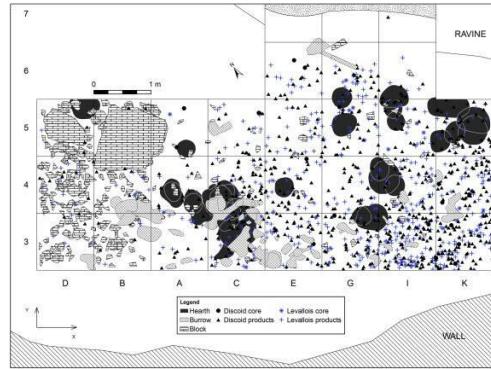 7
RAVINE
6
0 1 m
5
4
3
D B A C E G I K
Legend
Hearth Discoid core Levallois core
Burrow Discoid products Levallois products
Block
Y
X
WALL